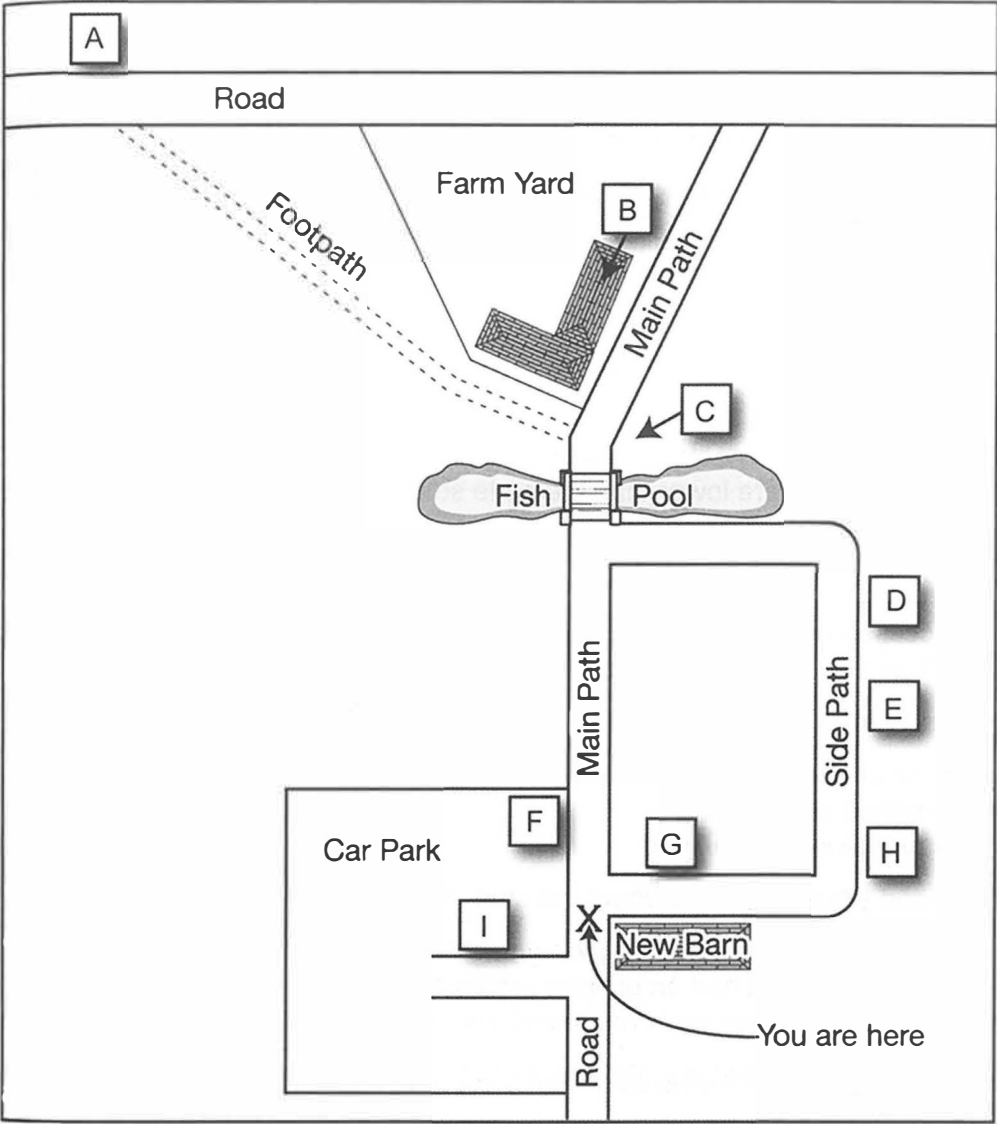 A
Road
Farm Yard
B
Footpath
Main Path
C
Fish Pool
D
Main Path
Side Path
E
F
Car Park
G
H
I
X
New Barn
You are here
Road